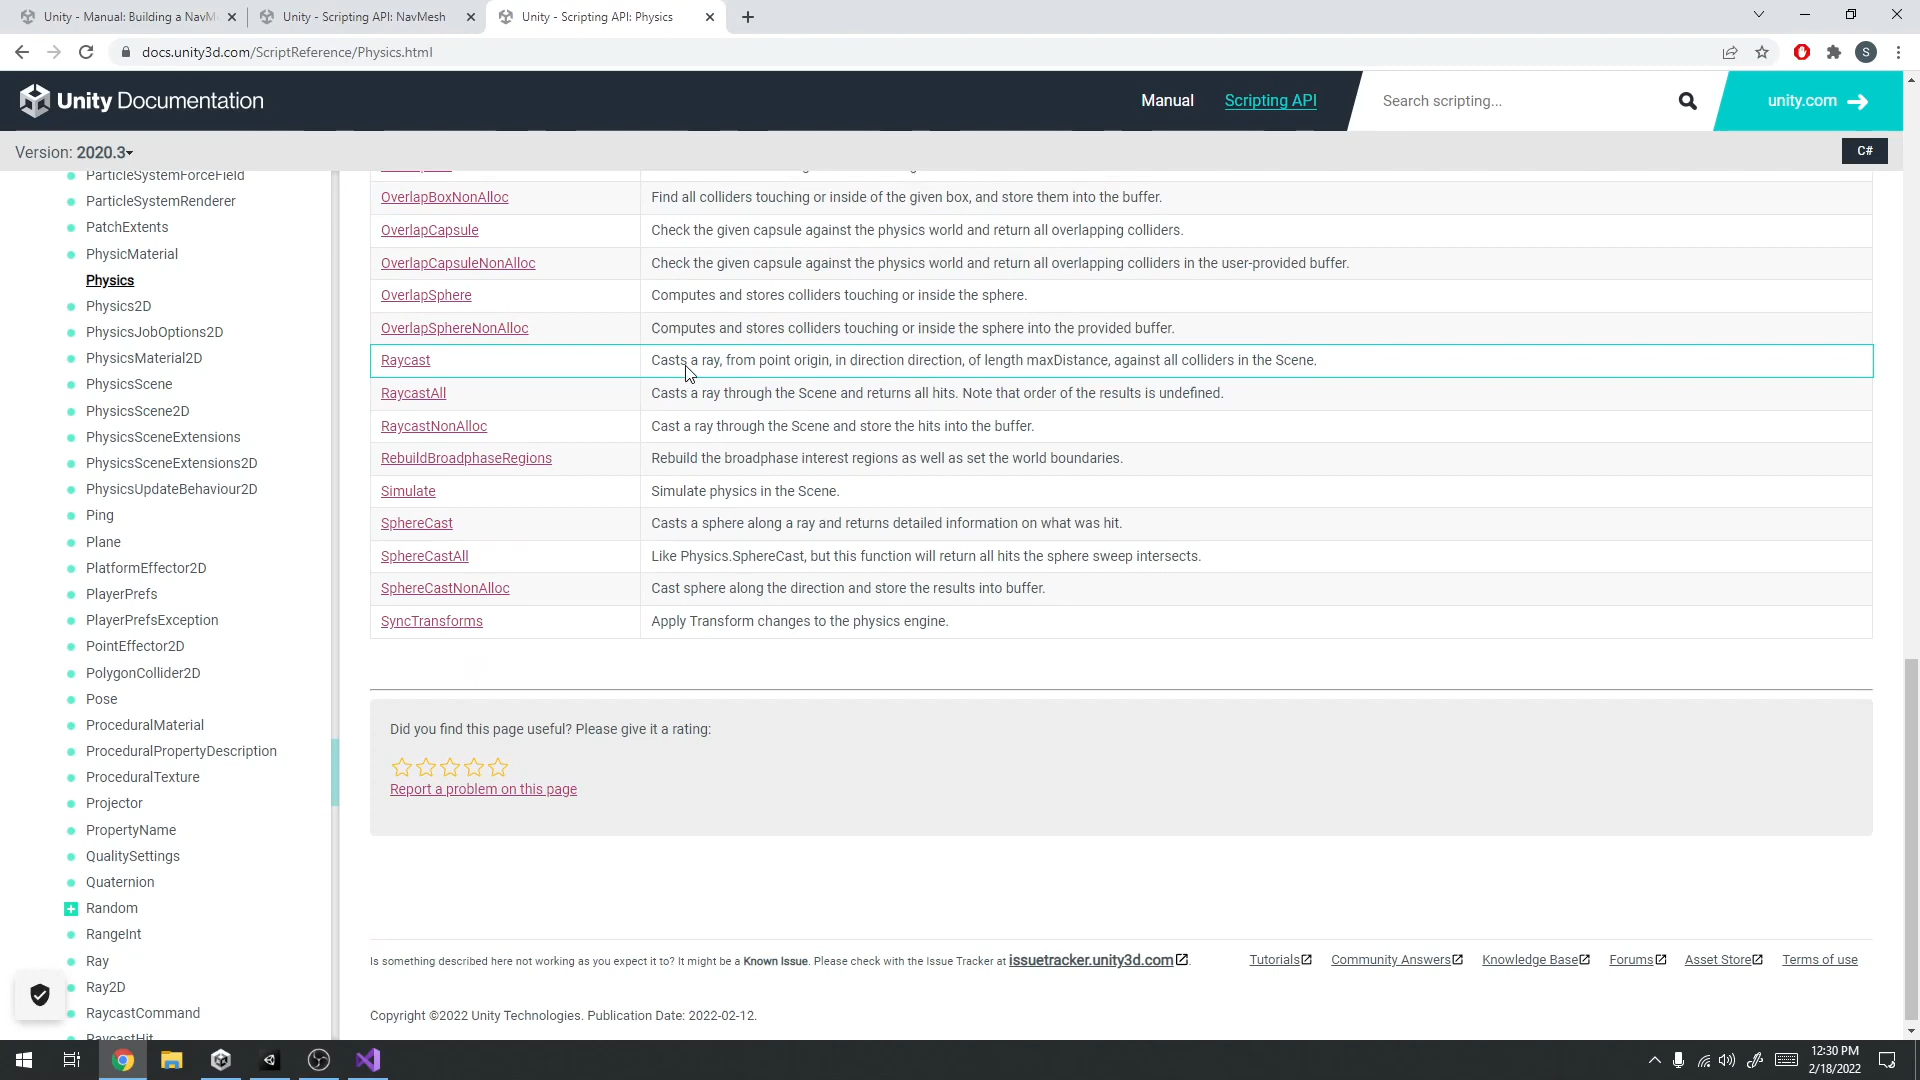 Unity - Manual: Building a NavM
Unity - Scripting API: NavMesh
Unity - Scripting API: Physics
docs.unity3d.com/ScriptReference/Physics.html
S
Unity Documentation
Manual
Scripting API
Search scripting...
unity.com
Version: 2020.3
C#
ParticleSystemForceField
ParticleSystemRenderer
PatchExtents
PhysicMaterial
Physics
Physics2D
PhysicsJobOptions2D
PhysicsMaterial2D
PhysicsScene
PhysicsScene2D
PhysicsSceneExtensions
PhysicsSceneExtensions2D
PhysicsUpdateBehaviour2D
Ping
Plane
PlatformEffector2D
PlayerPrefs
PlayerPrefsException
PointEffector2D
PolygonCollider2D
Pose
ProceduralMaterial
ProceduralPropertyDescription
ProceduralTexture
Projector
PropertyName
QualitySettings
Quaternion
Random
RangeInt
Ray
Ray2D
RaycastCommand
RaycastHit
OverlapBoxNonAlloc Find all colliders touching or inside of the given box, and store them into the buffer.
OverlapCapsule Check the given capsule against the physics world and return all overlapping colliders.
OverlapCapsuleNonAlloc Check the given capsule against the physics world and return all overlapping colliders in the user-provided buffer.
OverlapSphere Computes and stores colliders touching or inside the sphere.
OverlapSphereNonAlloc Computes and stores colliders touching or inside the sphere into the provided buffer.
Raycast Casts a ray, from point origin, in direction direction, of length maxDistance, against all colliders in the Scene.
RaycastAll Casts a ray through the Scene and returns all hits. Note that order of the results is undefined.
RaycastNonAlloc Cast a ray through the Scene and store the hits into the buffer.
RebuildBroadphaseRegions Rebuild the broadphase interest regions as well as set the world boundaries.
Simulate Simulate physics in the Scene.
SphereCast Casts a sphere along a ray and returns detailed information on what was hit.
SphereCastAll Like Physics.SphereCast, but this function will return all hits the sphere sweep intersects.
SphereCastNonAlloc Cast sphere along the direction and store the results into buffer.
SyncTransforms Apply Transform changes to the physics engine.
Did you find this page useful? Please give it a rating:
Report a problem on this page
Is something described here not working as you expect it to? It might be a Known Issue. Please check with the Issue Tracker at issuetracker.unity3d.com.
Tutorials Community Answers Knowledge Base Forums Asset Store Terms of use
Copyright ©2022 Unity Technologies. Publication Date: 2022-02-12.
12:30 PM
2/18/2022